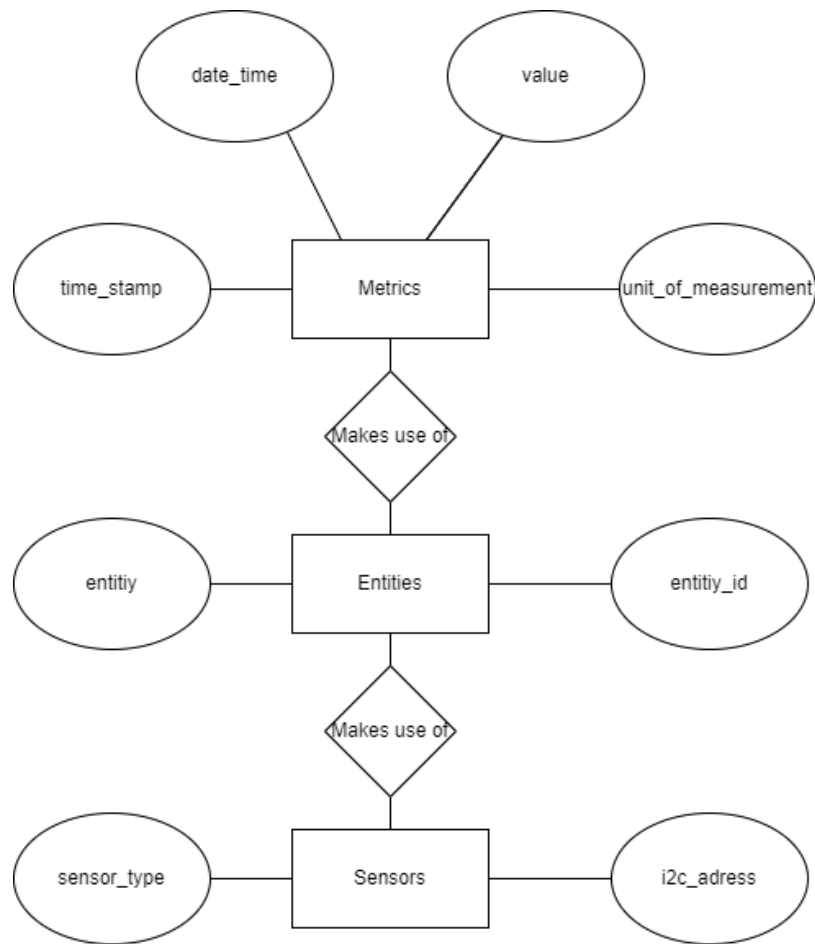 date_time
value
time_stamp
Metrics
unit_of_measurement
Makes use of
entitiy
Entities
entitiy_id
Makes use of
sensor_type
Sensors
i2c_adress